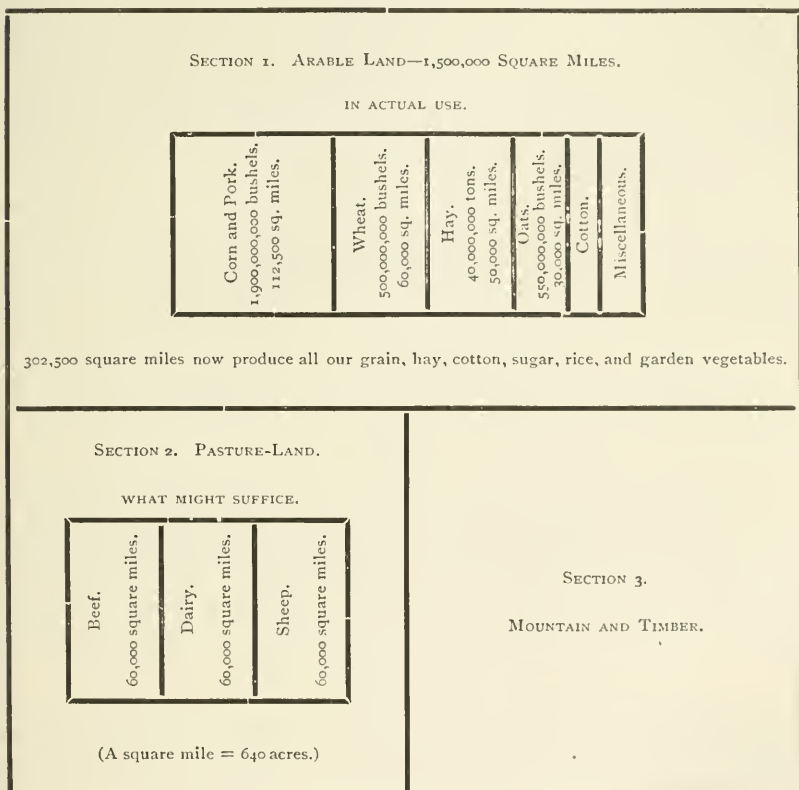 SECTION 1. ARABLE LAND—1,500,000 SQUARE MILES.
IN ACTUAL USE.
Corn and Pork.
1,900,000,000 bushels.
112,500 sq. miles.
Wheat.
500,000,000 bushels.
60,000 sq. miles.
Hay.
40,000,000 tons.
50,000 sq. miles.
Oats.
550,000,000 bushels.
30,000 sq. miles.
Cotton.
Miscellaneous.
302,500 square miles now produce all our grain, hay, cotton, sugar, rice, and garden vegetables.
SECTION 2. PASTURE-LAND.
WHAT MIGHT SUFFICE.
Beef.
60,000 square miles.
Dairy.
60,000 square miles.
Sheep.
60,000 square miles.
(A square mile = 640 acres.)
SECTION 3.
MOUNTAIN AND TIMBER.